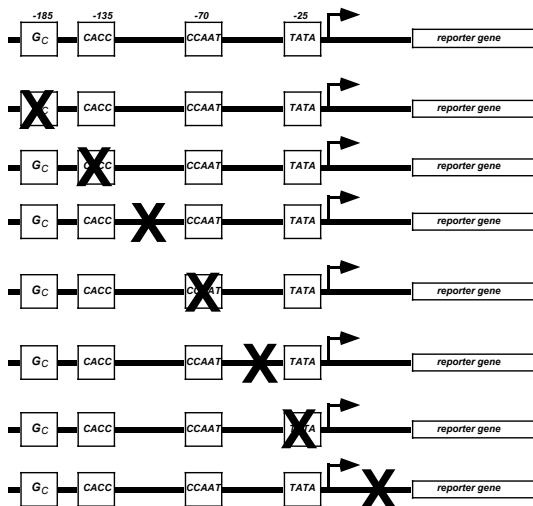 -185 -135 -70 -25
GC CACC CCAAT TATA reporter gene
CACC CCAAT TATA reporter gene
GC CCAAT TATA reporter gene
GC CACC CCAAT TATA reporter gene
GC CACC TATA reporter gene
GC CACC CCAAT TATA reporter gene
GC CACC CCAAT reporter gene
GC CACC CCAAT TATA reporter gene